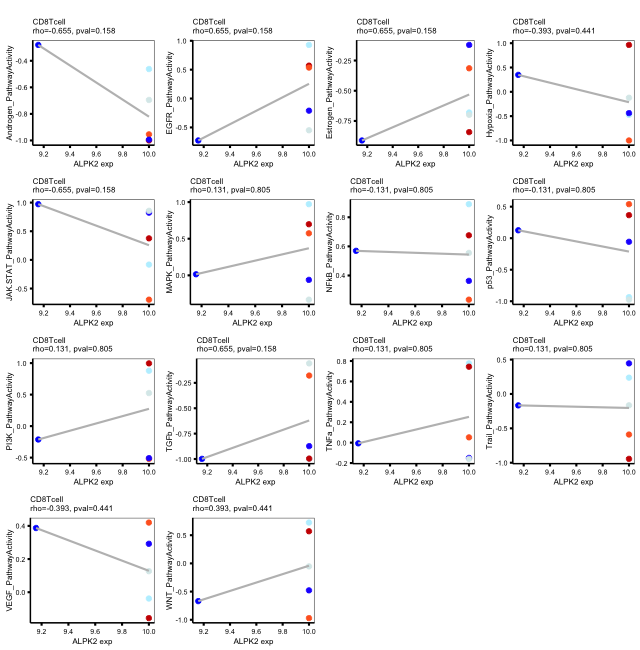 CD8Tcell
rho=-0.655, pval=0.158
Androgen_PathwayActivity
-0.4
-0.6
-0.8
-1.0
9.2 9.4 9.6 9.8 10.0
ALPK2 exp
CD8Tcell
rho=0.655, pval=0.158
EGFR_PathwayActivity
1.0
0.5
0.0
-0.5
9.2 9.4 9.6 9.8 10.0
ALPK2 exp
CD8Tcell
rho=0.655, pval=0.158
Estrogen_PathwayActivity
-0.25
-0.50
-0.75
9.2 9.4 9.6 9.8 10.0
ALPK2 exp
CD8Tcell
rho=-0.393, pval=0.441
Hypoxia_PathwayActivity
1.0
0.5
0.0
-0.5
-1.0
9.2 9.4 9.6 9.8 10.0
ALPK2 exp
CD8Tcell
rho=-0.655, pval=0.158
JAK.STAT_PathwayActivity
1.0
0.5
0.0
-0.5
9.2 9.4 9.6 9.8 10.0
ALPK2 exp
CD8Tcell
rho=0.131, pval=0.805
MAPK_PathwayActivity
1.0
0.5
0.0
9.2 9.4 9.6 9.8 10.0
ALPK2 exp
CD8Tcell
rho=-0.131, pval=0.805
NFkB_PathwayActivity
0.8
0.6
0.4
9.2 9.4 9.6 9.8 10.0
ALPK2 exp
CD8Tcell
rho=-0.131, pval=0.805
p53_PathwayActivity
0.5
0.0
-0.5
-1.0
9.2 9.4 9.6 9.8 10.0
ALPK2 exp
CD8Tcell
rho=0.131, pval=0.805
PI3K_PathwayActivity
1.0
0.5
0.0
-0.5
9.2 9.4 9.6 9.8 10.0
ALPK2 exp
CD8Tcell
rho=0.655, pval=0.158
TGFb_PathwayActivity
-0.25
-0.50
-0.75
-1.00
9.2 9.4 9.6 9.8 10.0
ALPK2 exp
CD8Tcell
rho=0.131, pval=0.805
TNFa_PathwayActivity
0.8
0.6
0.4
0.2
0.0
-0.2
9.2 9.4 9.6 9.8 10.0
ALPK2 exp
CD8Tcell
rho=0.131, pval=0.805
Trail_PathwayActivity
0.5
0.0
-0.5
-1.0
9.2 9.4 9.6 9.8 10.0
ALPK2 exp
CD8Tcell
rho=-0.393, pval=0.441
VEGF_PathwayActivity
0.4
0.2
0.0
9.2 9.4 9.6 9.8 10.0
ALPK2 exp
CD8Tcell
rho=0.393, pval=0.441
WNT_PathwayActivity
0.5
0.0
-0.5
-1.0
9.2 9.4 9.6 9.8 10.0
ALPK2 exp